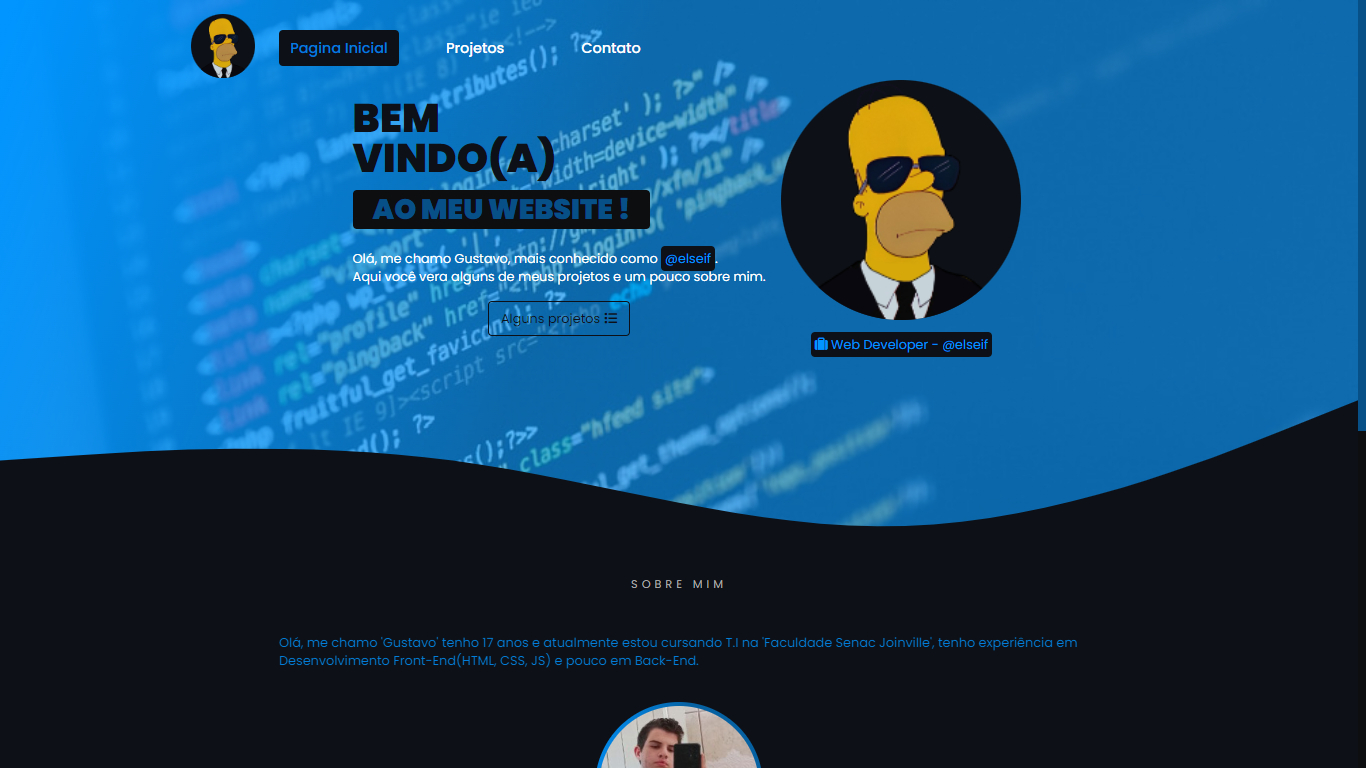 Pagina Inicial
Projetos
Contato
BEM
VINDO(A)
AO MEU WEBSITE !
Olá, me chamo Gustavo, mais conhecido como @elseif .
Aqui você vera alguns de meus projetos e um pouco sobre mim.
Alguns projetos
Web Developer - @elseif
SOBRE MIM
Olá, me chamo 'Gustavo' tenho 17 anos e atualmente estou cursando T.I na 'Faculdade Senac Joinville', tenho experiência em
Desenvolvimento Front-End(HTML, CSS, JS) e pouco em Back-End.